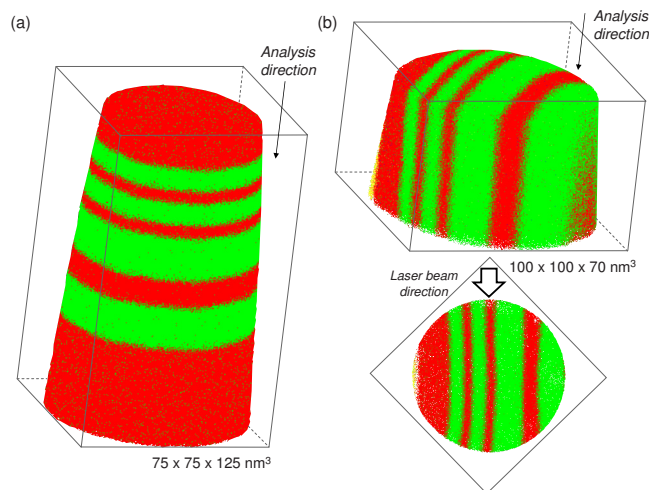 (a)
Analysis
direction
75 x 75 x 125 nm³
(b)
Analysis
direction
100 x 100 x 70 nm³
Laser beam
direction